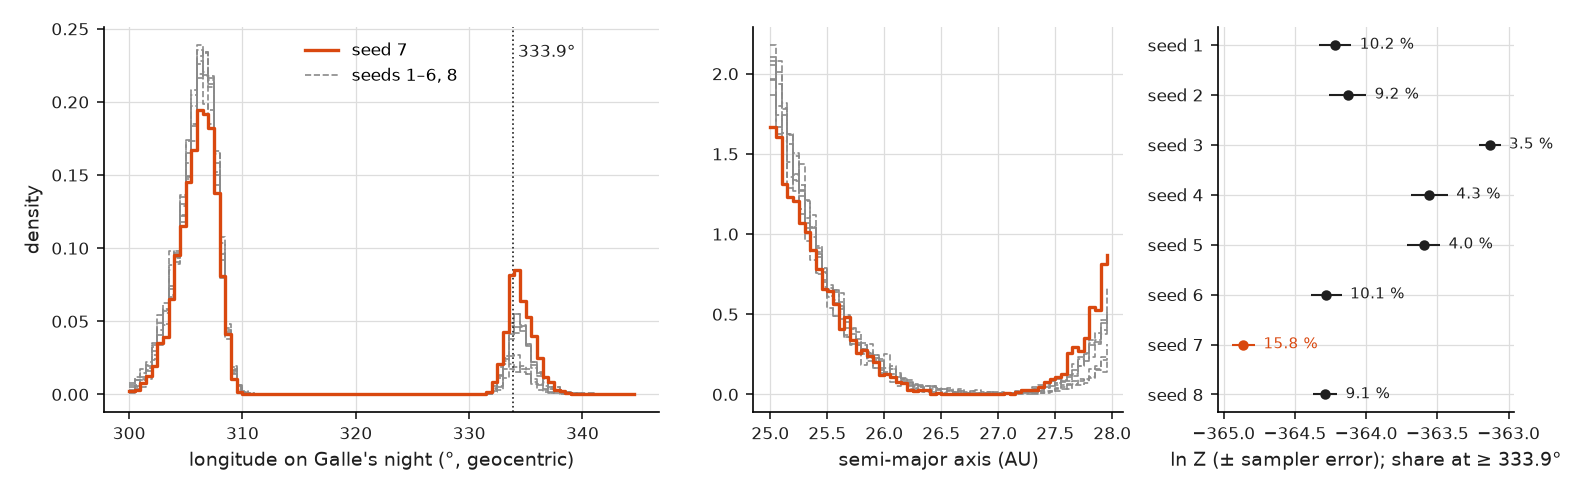 0.25
0.20
0.15
0.10
0.05
0.00
density
300
310
320
330
340
longitude on Galle's night (°, geocentric)
seed 7
seeds 1–6, 8
333.9°
2.0
1.5
1.0
0.5
0.0
25.0
25.5
26.0
26.5
27.0
27.5
28.0
semi-major axis (AU)
seed 1
10.2 %
seed 2
9.2 %
seed 3
3.5 %
seed 4
4.3 %
seed 5
4.0 %
seed 6
10.1 %
seed 7
15.8 %
seed 8
9.1 %
−365.0
−364.5
−364.0
−363.5
−363.0
ln Z (± sampler error); share at ≥ 333.9°